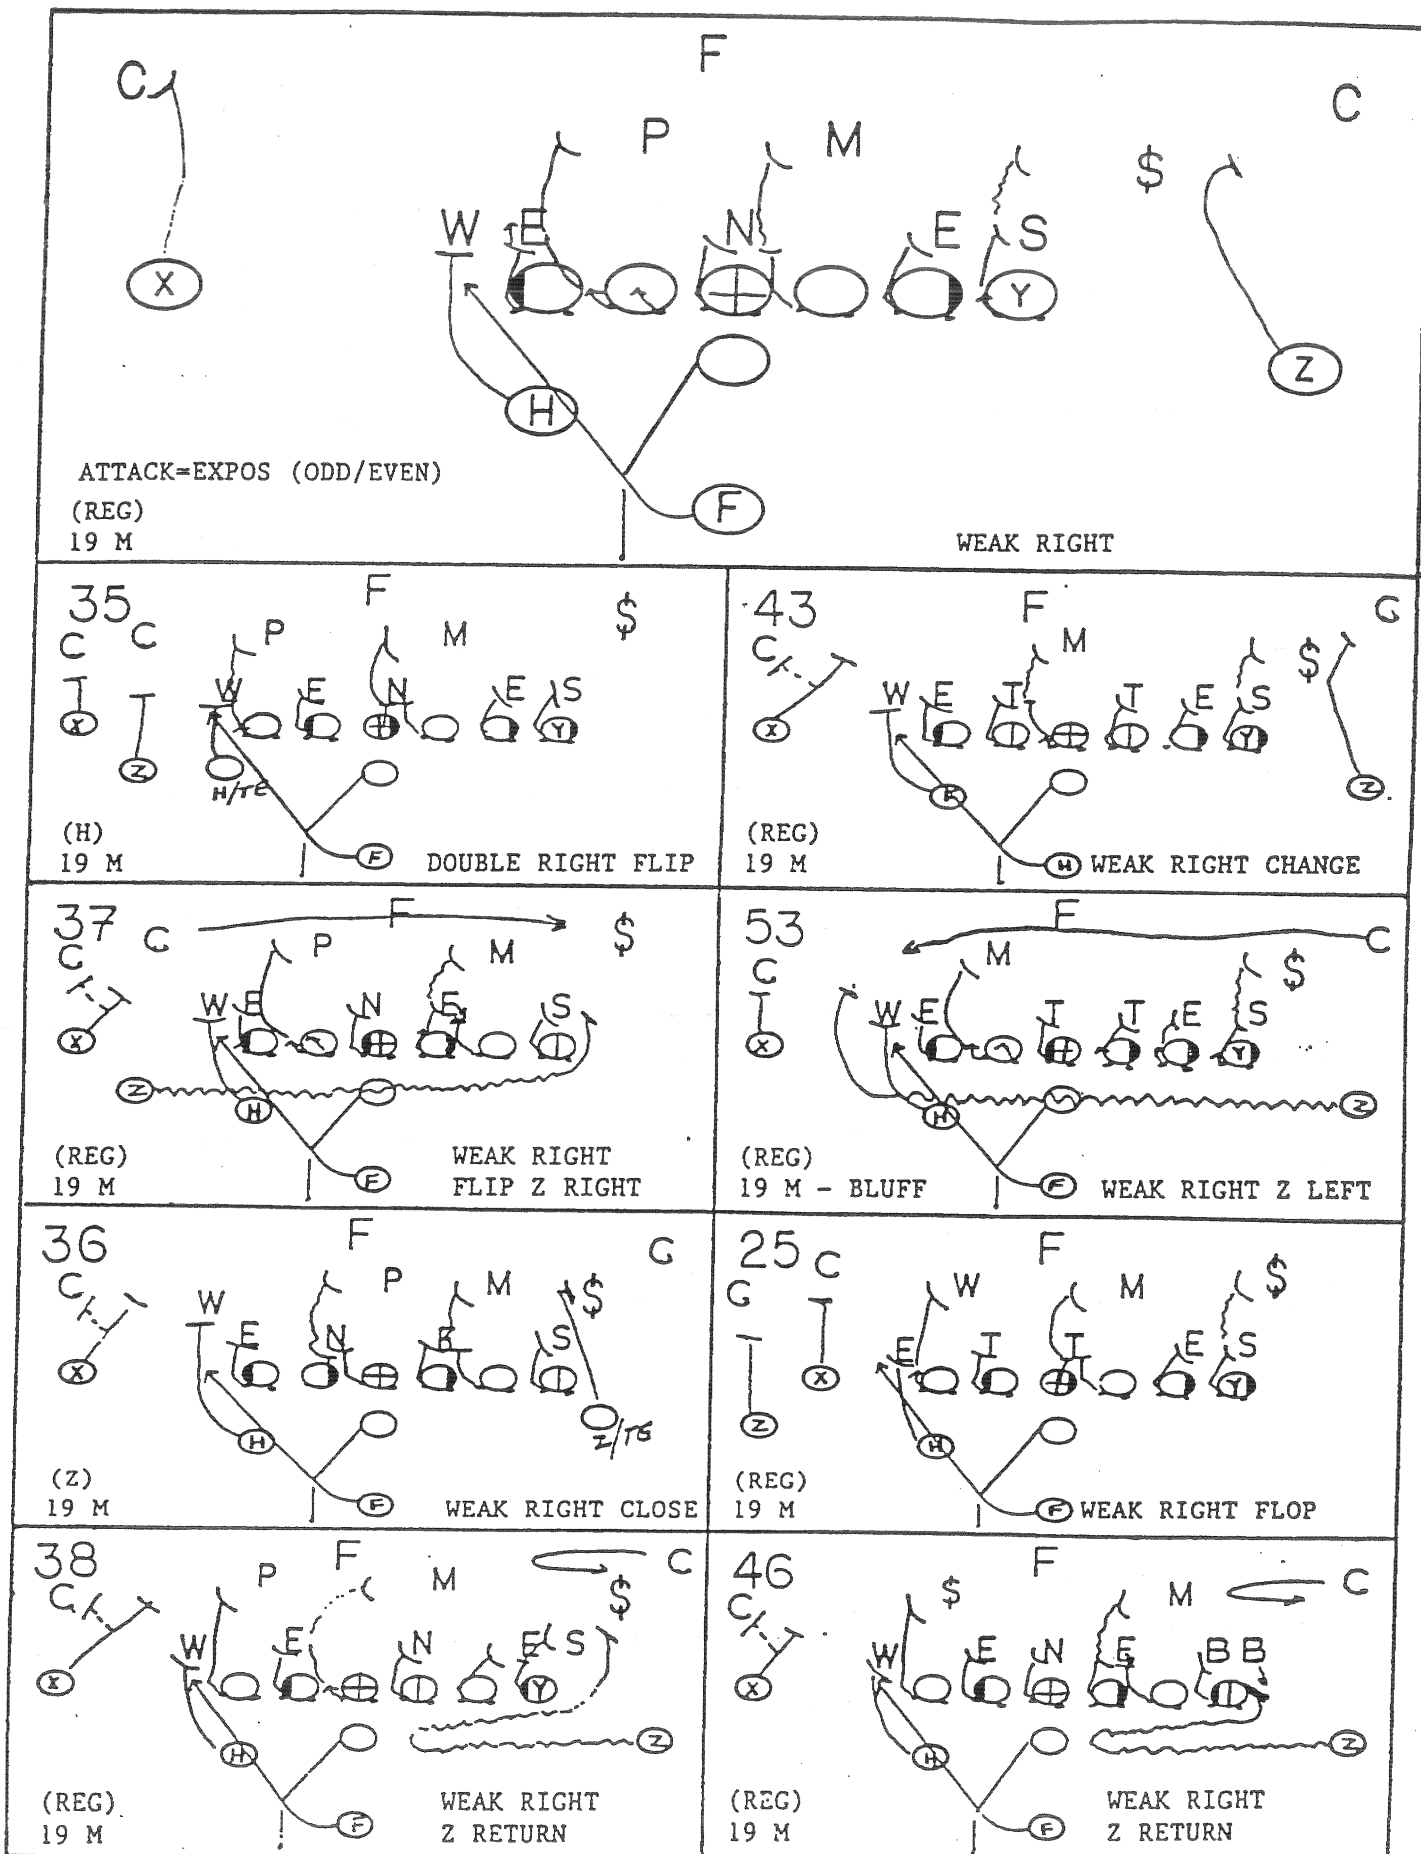 F
C
C
P M
$
W E N E S
X
Y
Z
H
ATTACK=EXPOS (ODD/EVEN)
(REG)
F
19 M
WEAK RIGHT
35
F
$
C C P M
W E N E S
X
Y
Z
H/TE
(H)
19 M
F
DOUBLE RIGHT FLIP
43
F
C
C
M
$
W E T T E S
X
Y
Z
(REG)
19 M
H
WEAK RIGHT CHANGE
37
F
C
C
P M
$
W E N E S
X
Z
H
(REG)
WEAK RIGHT
19 M
F
FLIP Z RIGHT
53
F
C
C
M
$
W E T T E S
X
Y
Z
H
(REG)
19 M - BLUFF
F
WEAK RIGHT Z LEFT
36
F
C
C
P M
$
W
E N E S
X
H
Z/TE
(Z)
19 M
F
WEAK RIGHT CLOSE
25
F
C
C
W M
$
E T T E S
X
Y
Z
H
(REG)
19 M
F
WEAK RIGHT FLOP
38
F
C
C
P M
$
W E N E S
X
Y
Z
H
(REG)
WEAK RIGHT
19 M
F
Z RETURN
46
F
C
C
$ M
W E N E B B
X
Z
H
(REG)
WEAK RIGHT
19 M
F
Z RETURN